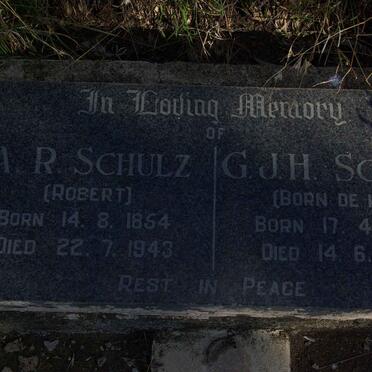 In Loving Memory
OF
A. R. SCHULZ G. J. H. SC
(ROBERT) (BORN DE
BORN 14. 8. 1864 BORN 17. 4
DIED 22. 7. 1943 DIED 14. 6.
REST IN PEACE